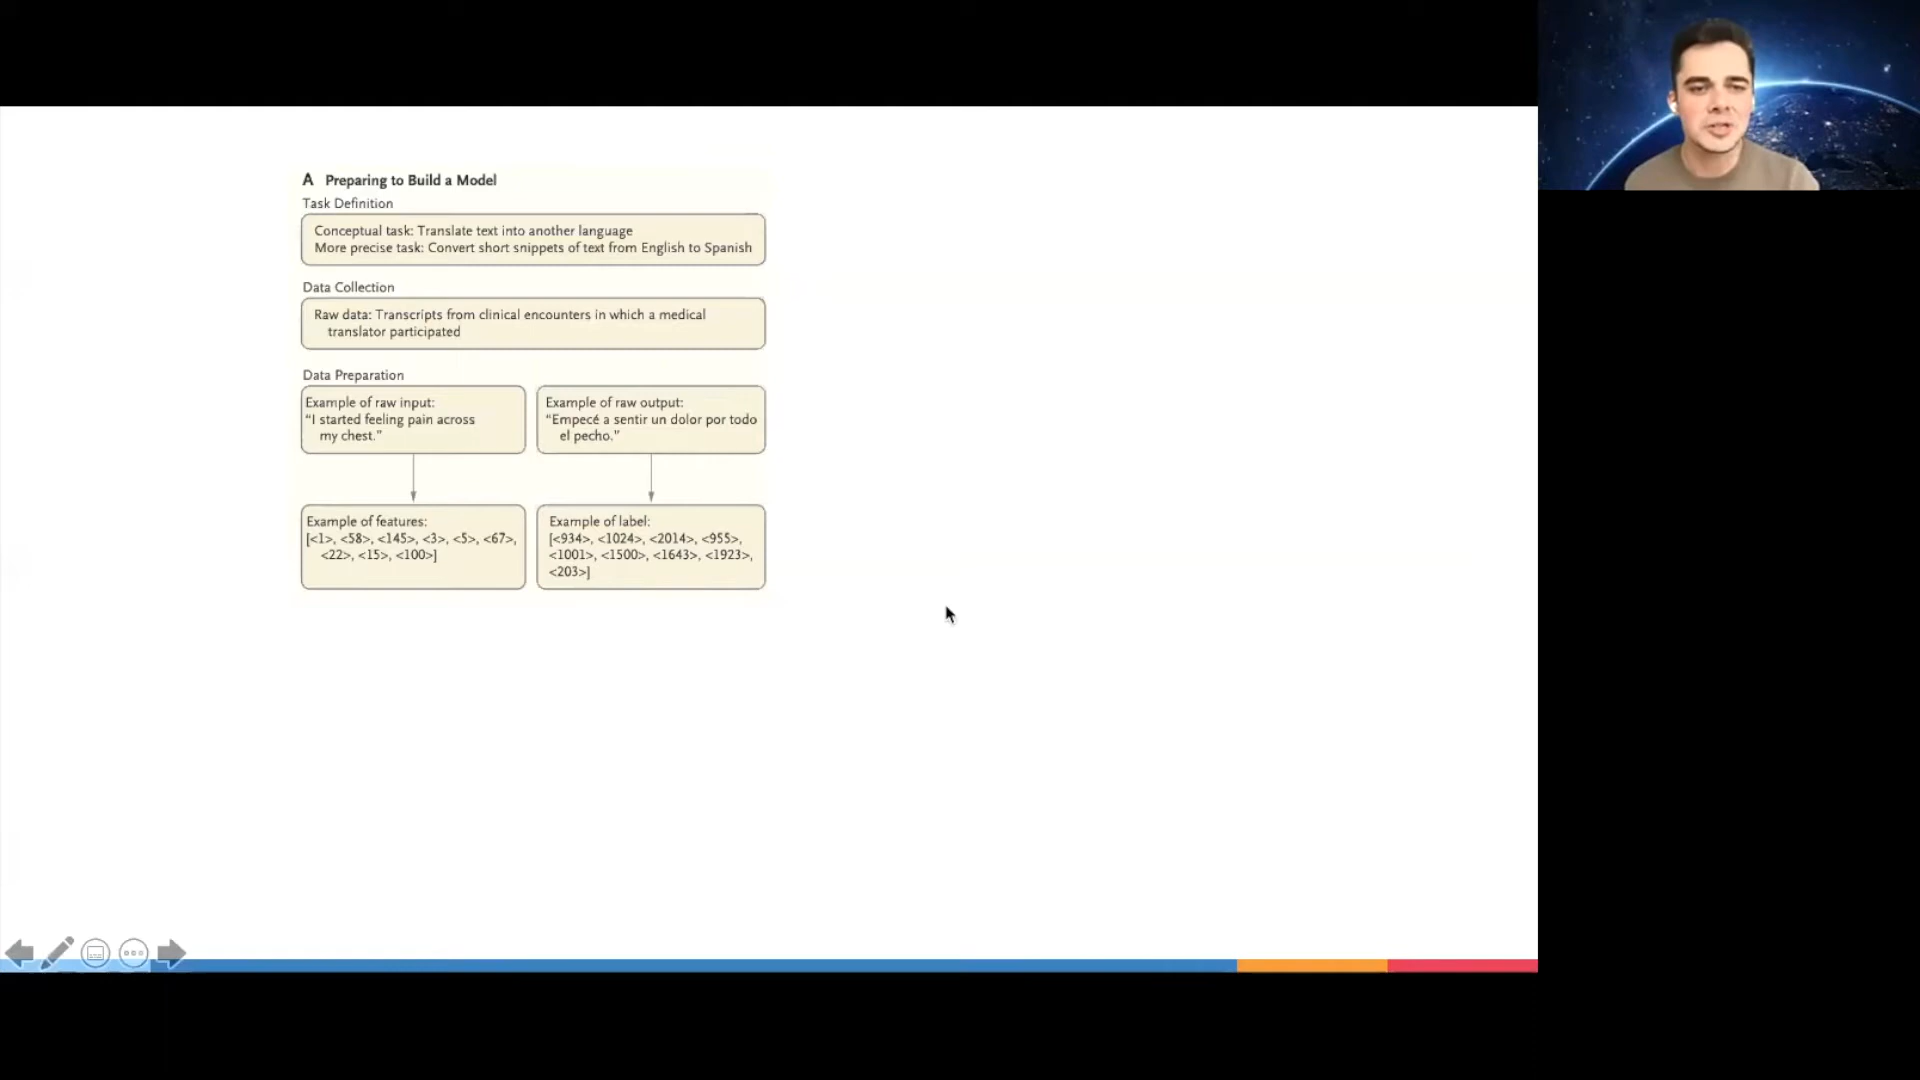 A Preparing to Build a Model
Task Definition
Conceptual task: Translate text into another language
More precise task: Convert short snippets of text from English to Spanish
Data Collection
Raw data: Transcripts from clinical encounters in which a medical
translator participated
Data Preparation
Example of raw input:
“I started feeling pain across
my chest.”
Example of raw output:
“Empecé a sentir un dolor por todo
el pecho.”
Example of features:
[<1>, <58>, <145>, <3>, <5>, <67>,
<22>, <15>, <100>]
Example of label:
[<934>, <1024>, <2014>, <955>,
<1001>, <1500>, <1643>, <1923>,
<203>]